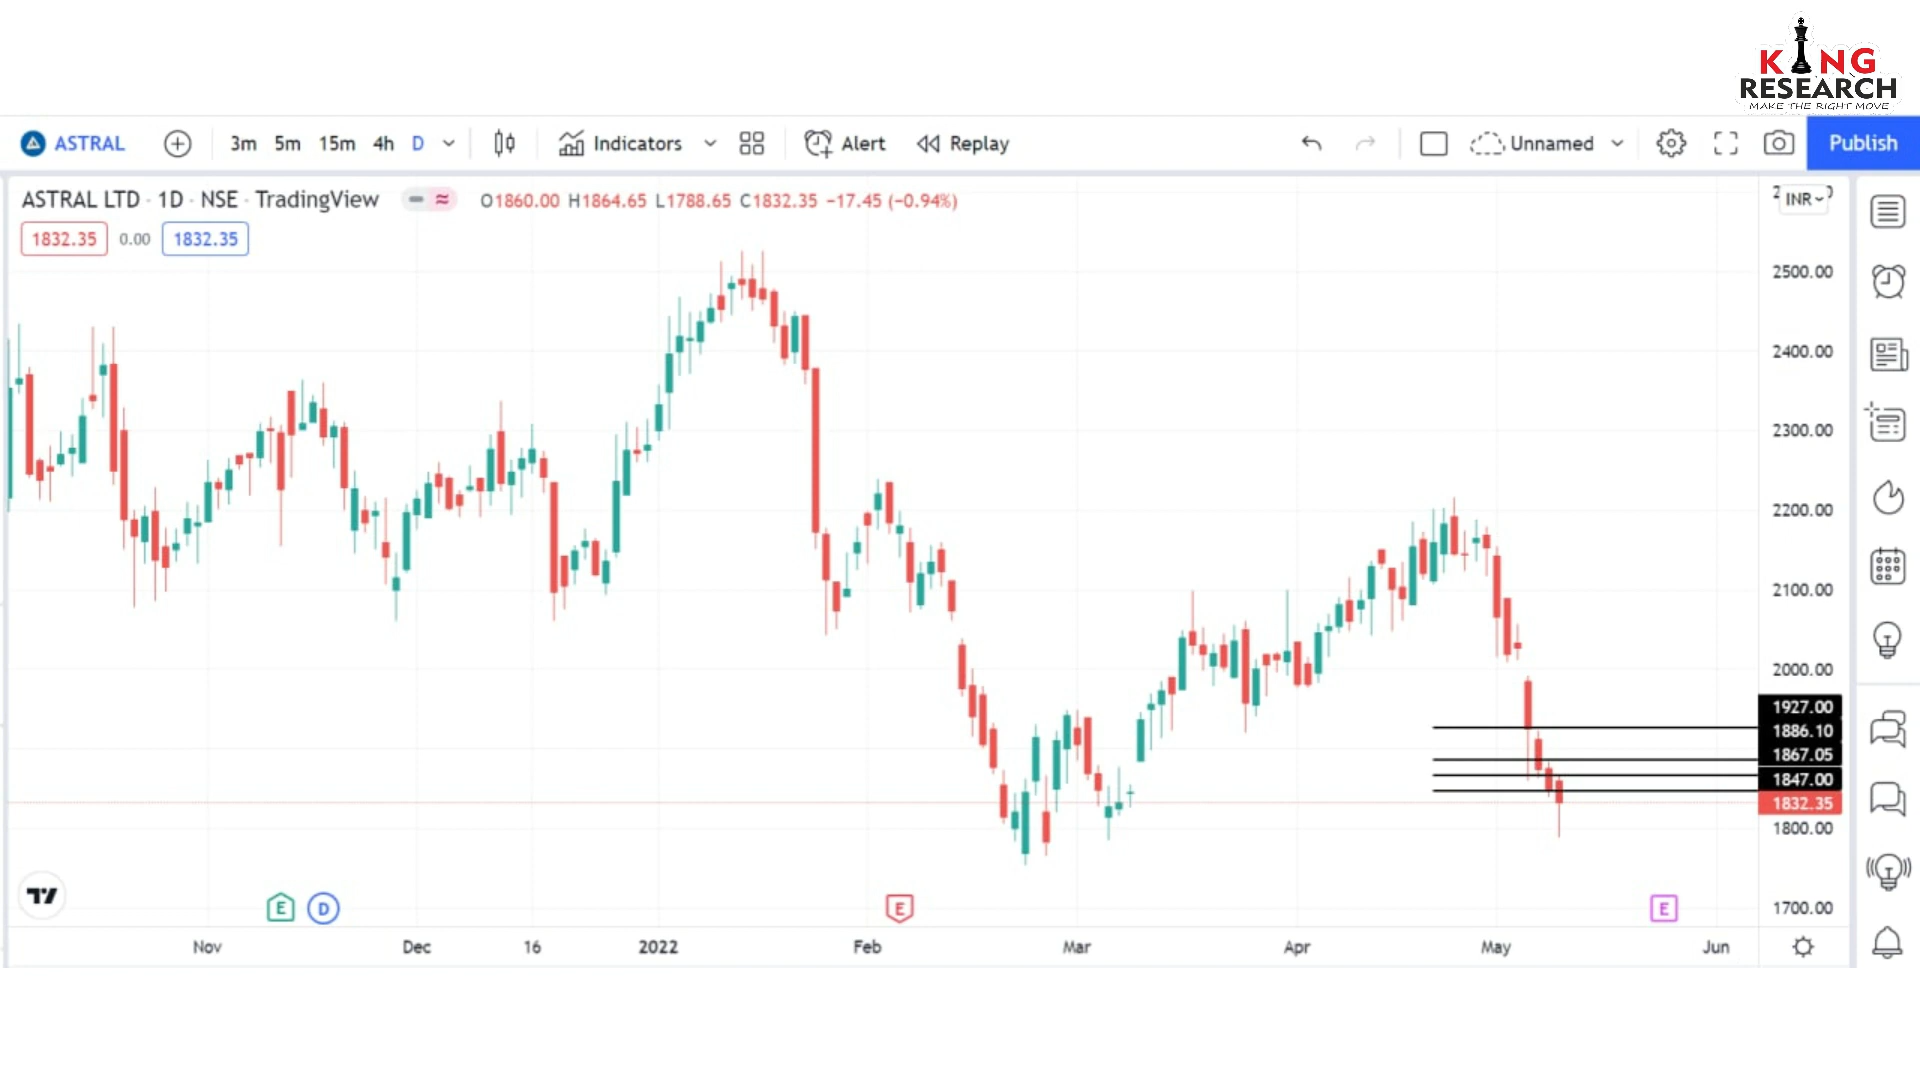 KING
RESEARCH
MAKE THE RIGHT MOVE
ASTRAL 3m 5m 15m 4h D Indicators Alert Replay Unnamed Publish
ASTRAL LTD · 1D · NSE · TradingView O1860.00 H1864.65 L1788.65 C1832.35 −17.45 (−0.94%)
INR
1832.35 0.00 1832.35
2500.00
2400.00
2300.00
2200.00
2100.00
2000.00
1927.00
1886.10
1867.05
1847.00
1832.35
1800.00
1700.00
E D E E
Nov Dec 16 2022 Feb Mar Apr May Jun